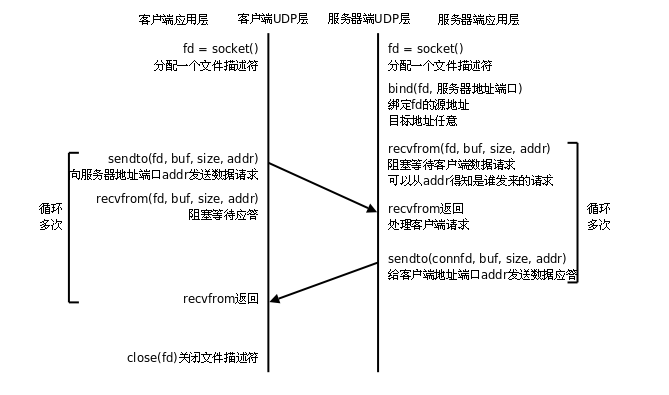 客户端应用层 客户端UDP层 服务器端UDP层 服务器端应用层
fd = socket()
分配一个文件描述符
fd = socket()
分配一个文件描述符
bind(fd, 服务器地址端口)
绑定fd的源地址
目标地址任意
sendto(fd, buf, size, addr)
向服务器地址端口addr发送数据请求
recvfrom(fd, buf, size, addr)
阻塞等待应答
循环
多次
recvfrom(fd, buf, size, addr)
阻塞等待客户端数据请求
可以从addr得知是谁发来的请求
recvfrom返回
处理客户端请求
循环
多次
sendto(connfd, buf, size, addr)
给客户端地址端口addr发送数据应答
recvfrom返回
close(fd)关闭文件描述符